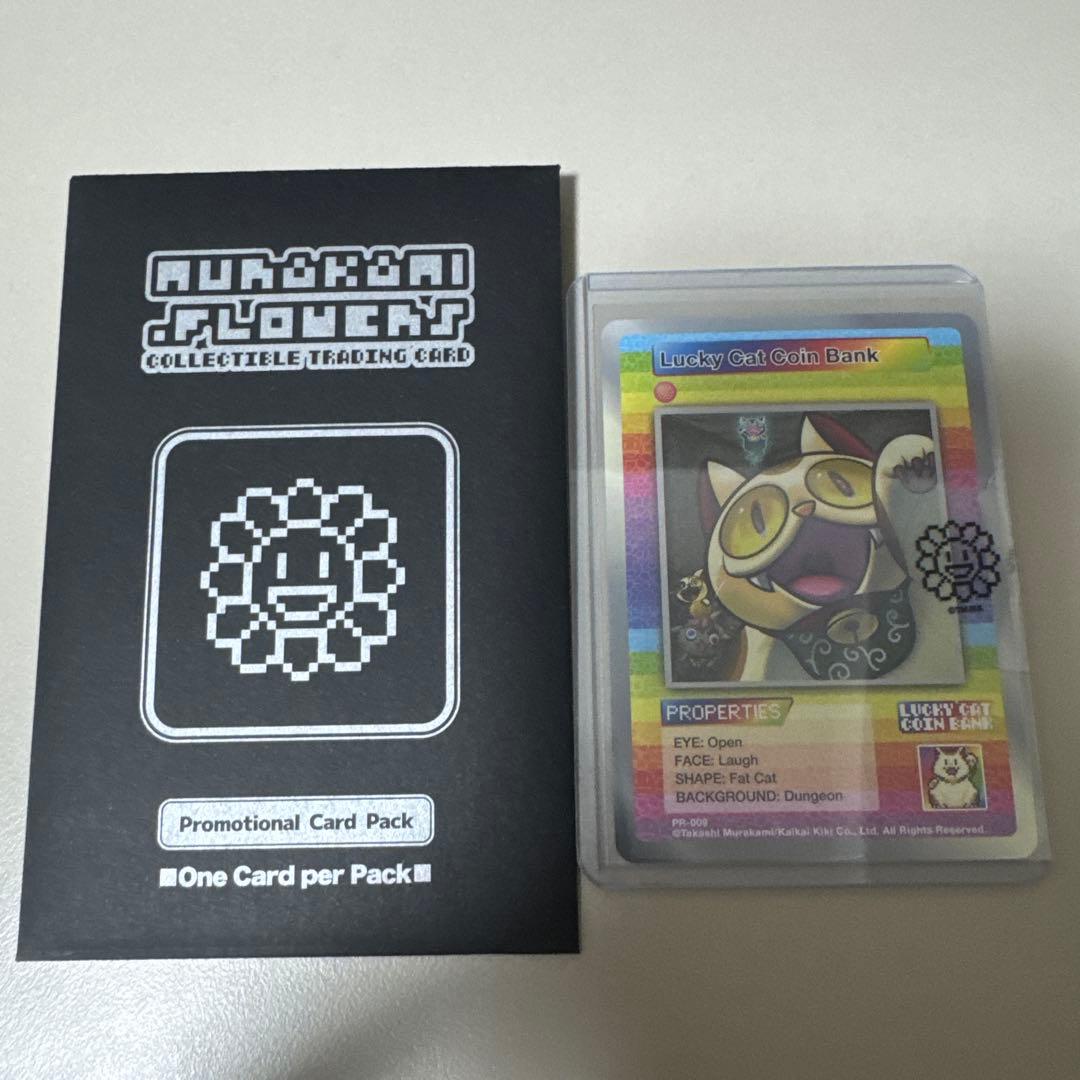 MURAKAMI
.FLOWERS
COLLECTIBLE TRADING CARD
Promotional Card Pack
One Card per Pack
Lucky Cat Coin Bank
PROPERTIES
EYE: Open
FACE: Laugh
SHAPE: Fat Cat
BACKGROUND: Dungeon
LUCKY CAT
COIN BANK
PR-009
©Takashi Murakami/Kaikai Kiki Co., Ltd. All Rights Reserved.